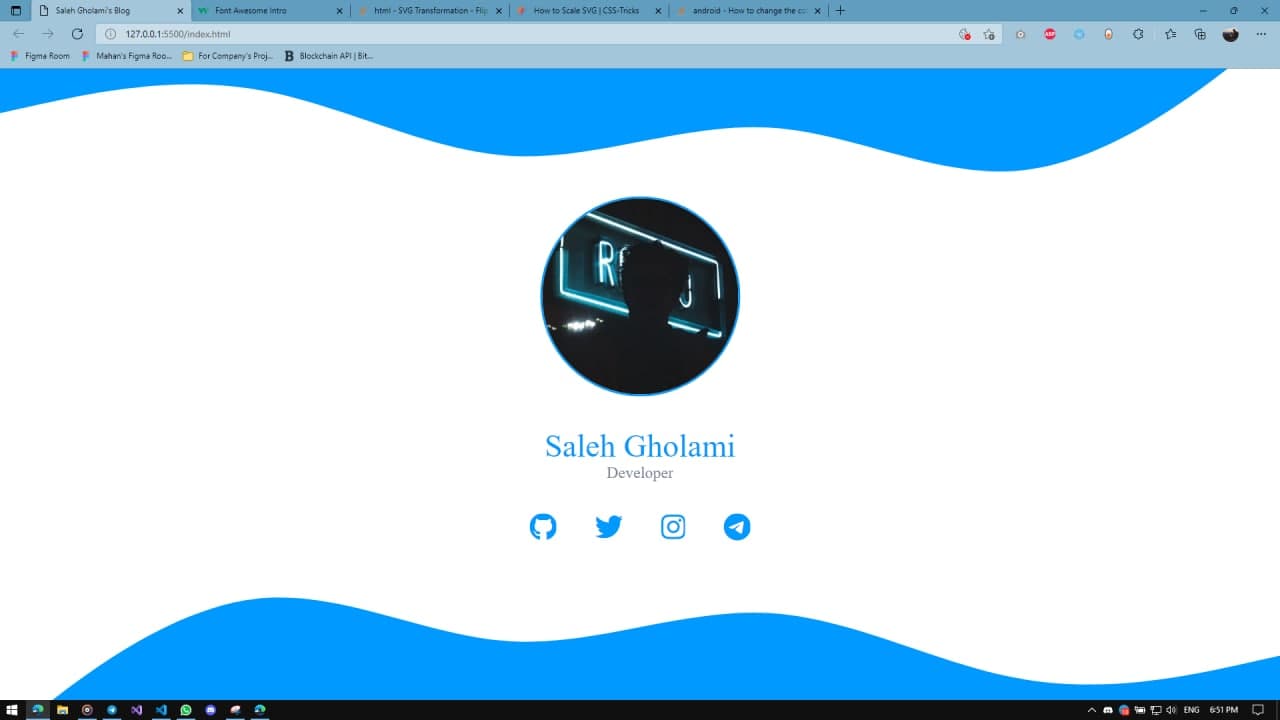 Saleh Gholami's Blog
Font Awesome Intro
html - SVG Transformation - Flip
How to Scale SVG | CSS-Tricks
android - How to change the co
127.0.0.1:5500/index.html
ABP
Figma Room
Mahan's Figma Roo...
For Company's Proj...
B
Blockchain API | Bit...
Saleh Gholami
Developer
ENG
6:51 PM